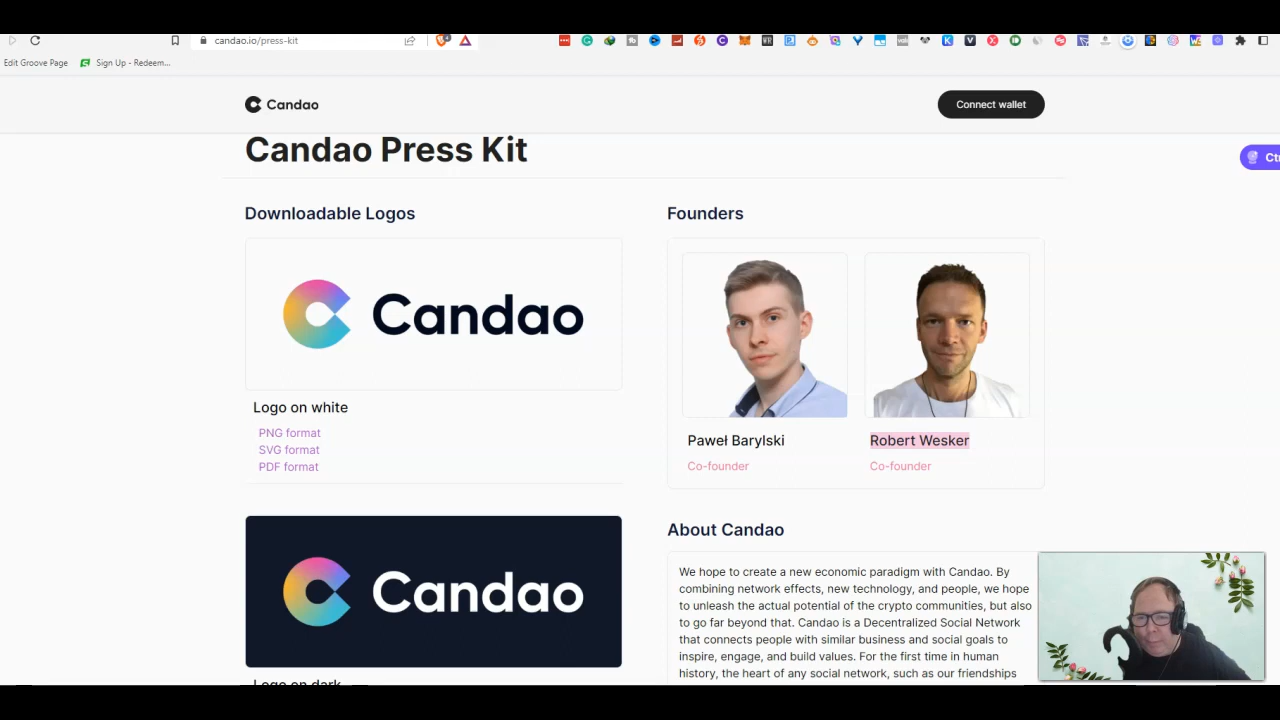 candao.io/press-kit
Edit Groove Page
Sign Up - Redeem...
Candao
Connect wallet
Candao Press Kit
Ctr
Downloadable Logos
Founders
Candao
Logo on white
PNG format
SVG format
PDF format
Paweł Barylski
Robert Wesker
Co-founder
Co-founder
Candao
About Candao
We hope to create a new economic paradigm with Candao. By
combining network effects, new technology, and people, we hope
to unleash the actual potential of the crypto communities, but also
to go far beyond that. Candao is a Decentralized Social Network
that connects people with similar business and social goals to
inspire, engage, and build values. For the first time in human
history, the heart of any social network, such as our friendships
Logo on dark